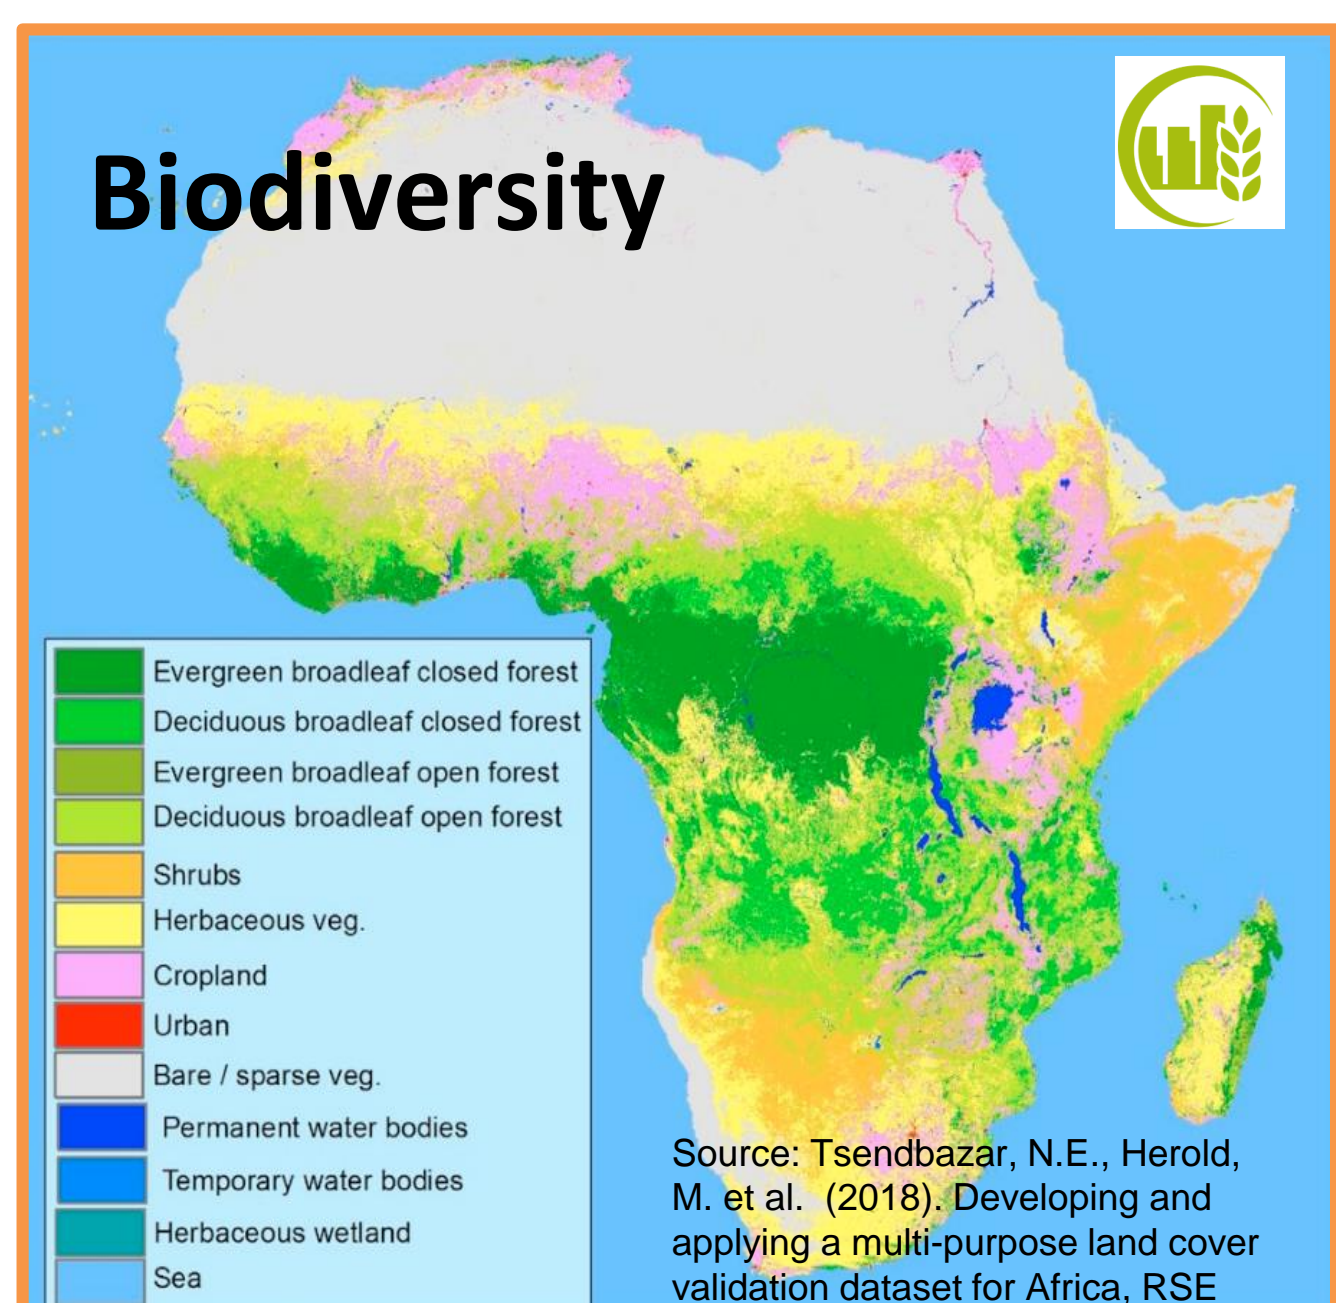 Biodiversity
Evergreen broadleaf closed forest
Deciduous broadleaf closed forest
Evergreen broadleaf open forest
Deciduous broadleaf open forest
Shrubs
Herbaceous veg.
Cropland
Urban
Bare / sparse veg.
Permanent water bodies
Temporary water bodies
Herbaceous wetland
Sea
Source: Tsendbazar, N.E., Herold,
M. et al.  (2018). Developing and
applying a multi-purpose land cover
validation dataset for Africa, RSE